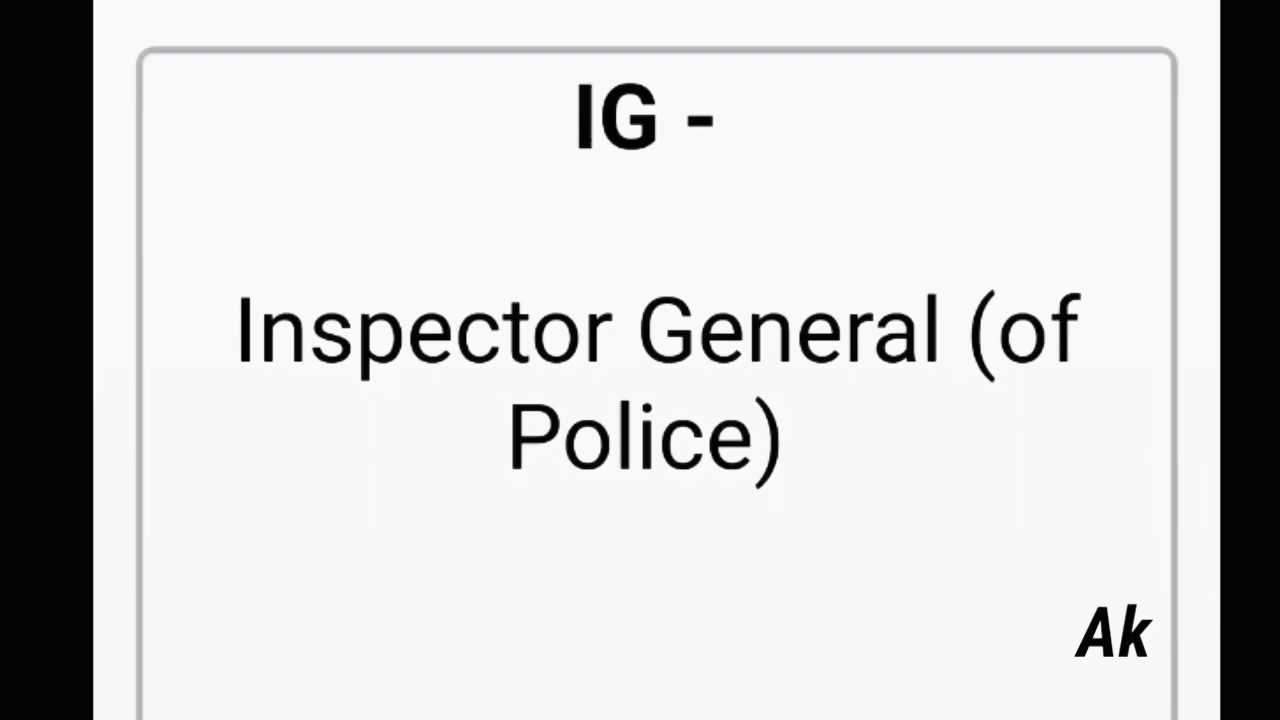 IG -
Inspector General (of
Police)
Ak